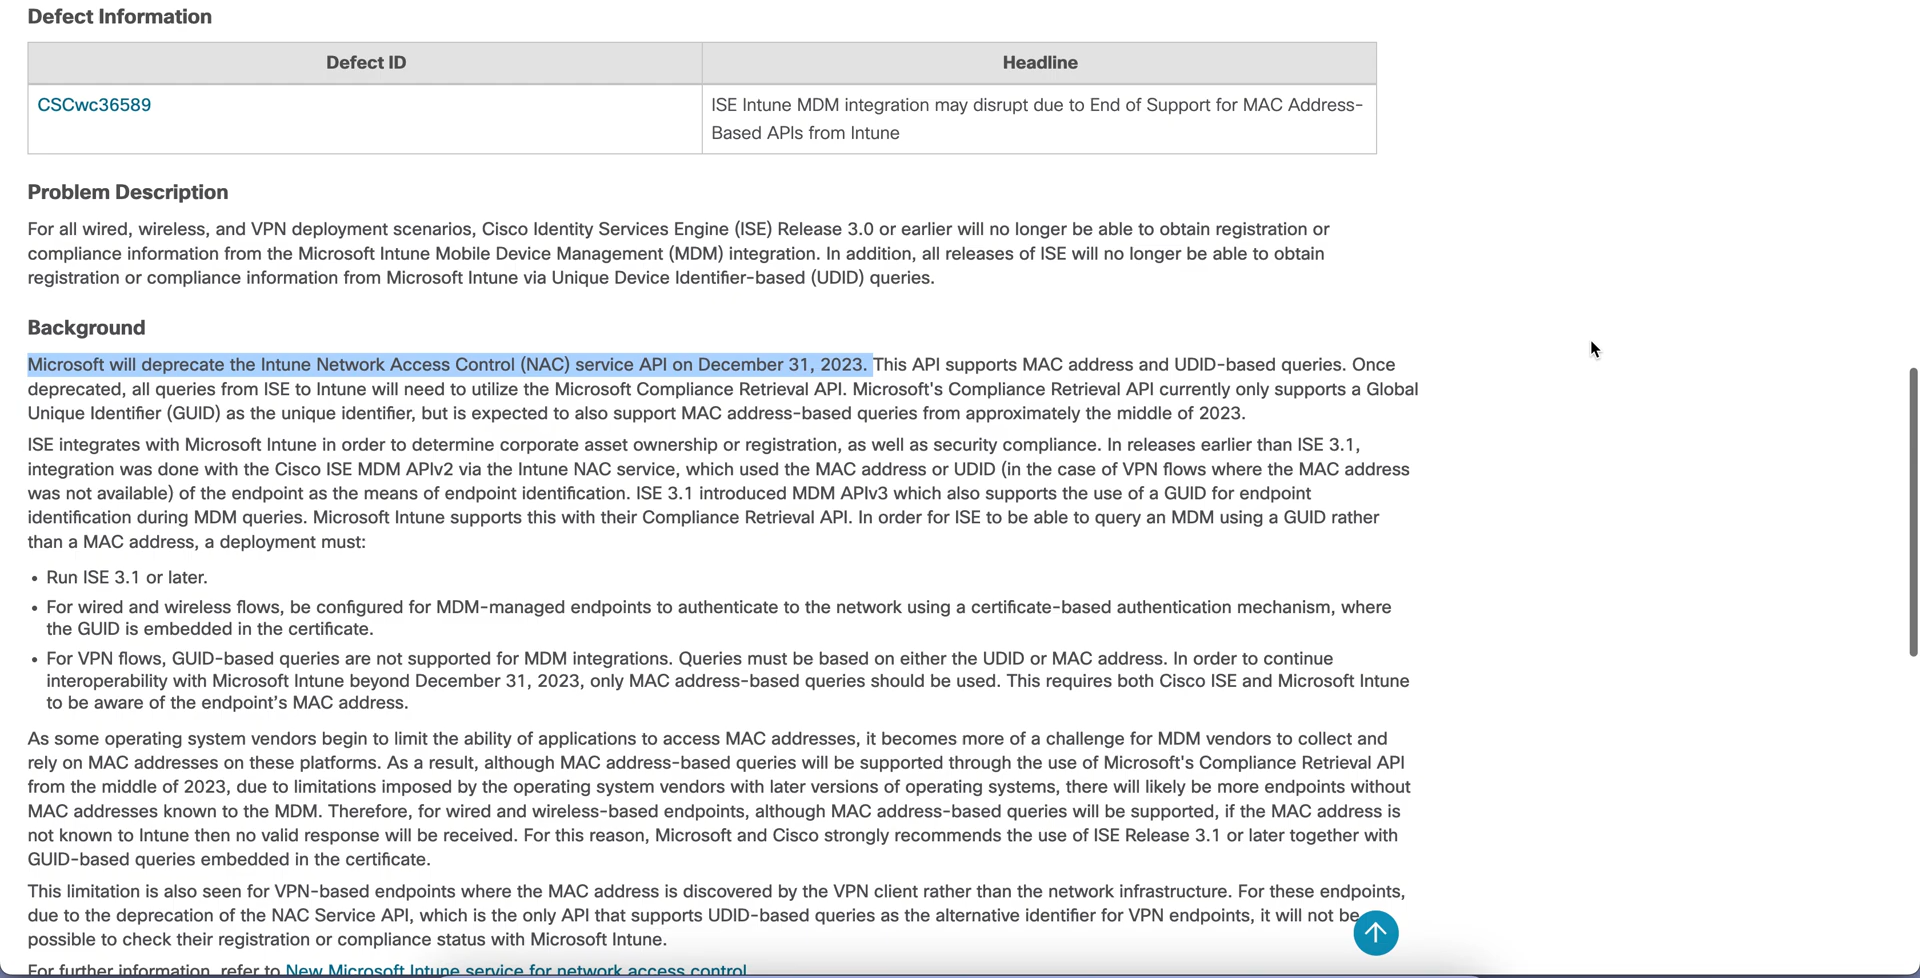 Defect Information
Defect ID
Headline
CSCwc36589
ISE Intune MDM integration may disrupt due to End of Support for MAC Address-
Based APIs from Intune
Problem Description
For all wired, wireless, and VPN deployment scenarios, Cisco Identity Services Engine (ISE) Release 3.0 or earlier will no longer be able to obtain registration or
compliance information from the Microsoft Intune Mobile Device Management (MDM) integration. In addition, all releases of ISE will no longer be able to obtain
registration or compliance information from Microsoft Intune via Unique Device Identifier-based (UDID) queries.
Background
Microsoft will deprecate the Intune Network Access Control (NAC) service API on December 31, 2023. This API supports MAC address and UDID-based queries. Once
deprecated, all queries from ISE to Intune will need to utilize the Microsoft Compliance Retrieval API. Microsoft's Compliance Retrieval API currently only supports a Global
Unique Identifier (GUID) as the unique identifier, but is expected to also support MAC address-based queries from approximately the middle of 2023.
ISE integrates with Microsoft Intune in order to determine corporate asset ownership or registration, as well as security compliance. In releases earlier than ISE 3.1,
integration was done with the Cisco ISE MDM APIv2 via the Intune NAC service, which used the MAC address or UDID (in the case of VPN flows where the MAC address
was not available) of the endpoint as the means of endpoint identification. ISE 3.1 introduced MDM APIv3 which also supports the use of a GUID for endpoint
identification during MDM queries. Microsoft Intune supports this with their Compliance Retrieval API. In order for ISE to be able to query an MDM using a GUID rather
than a MAC address, a deployment must:
• Run ISE 3.1 or later.
• For wired and wireless flows, be configured for MDM-managed endpoints to authenticate to the network using a certificate-based authentication mechanism, where
the GUID is embedded in the certificate.
• For VPN flows, GUID-based queries are not supported for MDM integrations. Queries must be based on either the UDID or MAC address. In order to continue
interoperability with Microsoft Intune beyond December 31, 2023, only MAC address-based queries should be used. This requires both Cisco ISE and Microsoft Intune
to be aware of the endpoint's MAC address.
As some operating system vendors begin to limit the ability of applications to access MAC addresses, it becomes more of a challenge for MDM vendors to collect and
rely on MAC addresses on these platforms. As a result, although MAC address-based queries will be supported through the use of Microsoft's Compliance Retrieval API
from the middle of 2023, due to limitations imposed by the operating system vendors with later versions of operating systems, there will likely be more endpoints without
MAC addresses known to the MDM. Therefore, for wired and wireless-based endpoints, although MAC address-based queries will be supported, if the MAC address is
not known to Intune then no valid response will be received. For this reason, Microsoft and Cisco strongly recommends the use of ISE Release 3.1 or later together with
GUID-based queries embedded in the certificate.
This limitation is also seen for VPN-based endpoints where the MAC address is discovered by the VPN client rather than the network infrastructure. For these endpoints,
due to the deprecation of the NAC Service API, which is the only API that supports UDID-based queries as the alternative identifier for VPN endpoints, it will not be
possible to check their registration or compliance status with Microsoft Intune.
For further information, refer to New Microsoft Intune service for network access control